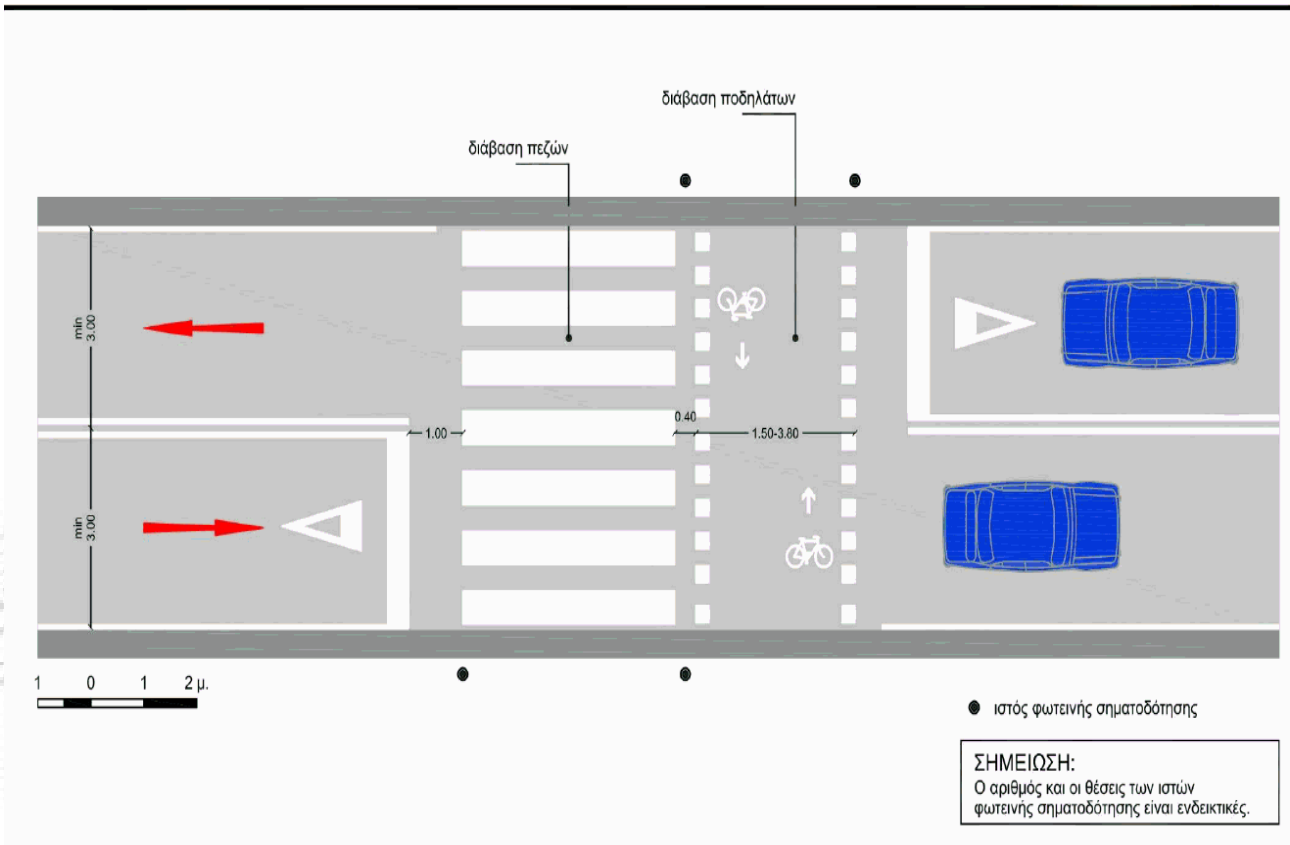 διάβαση ποδηλάτων
διάβαση πεζών
min
3.00
0.40
1.00
1.50-3.80
min
3.00
1 0 1 2 μ.
ιστός φωτεινής σηματοδότησης
ΣΗΜΕΙΩΣΗ:
Ο αριθμός και οι θέσεις των ιστών
φωτεινής σηματοδότησης είναι ενδεικτικές.